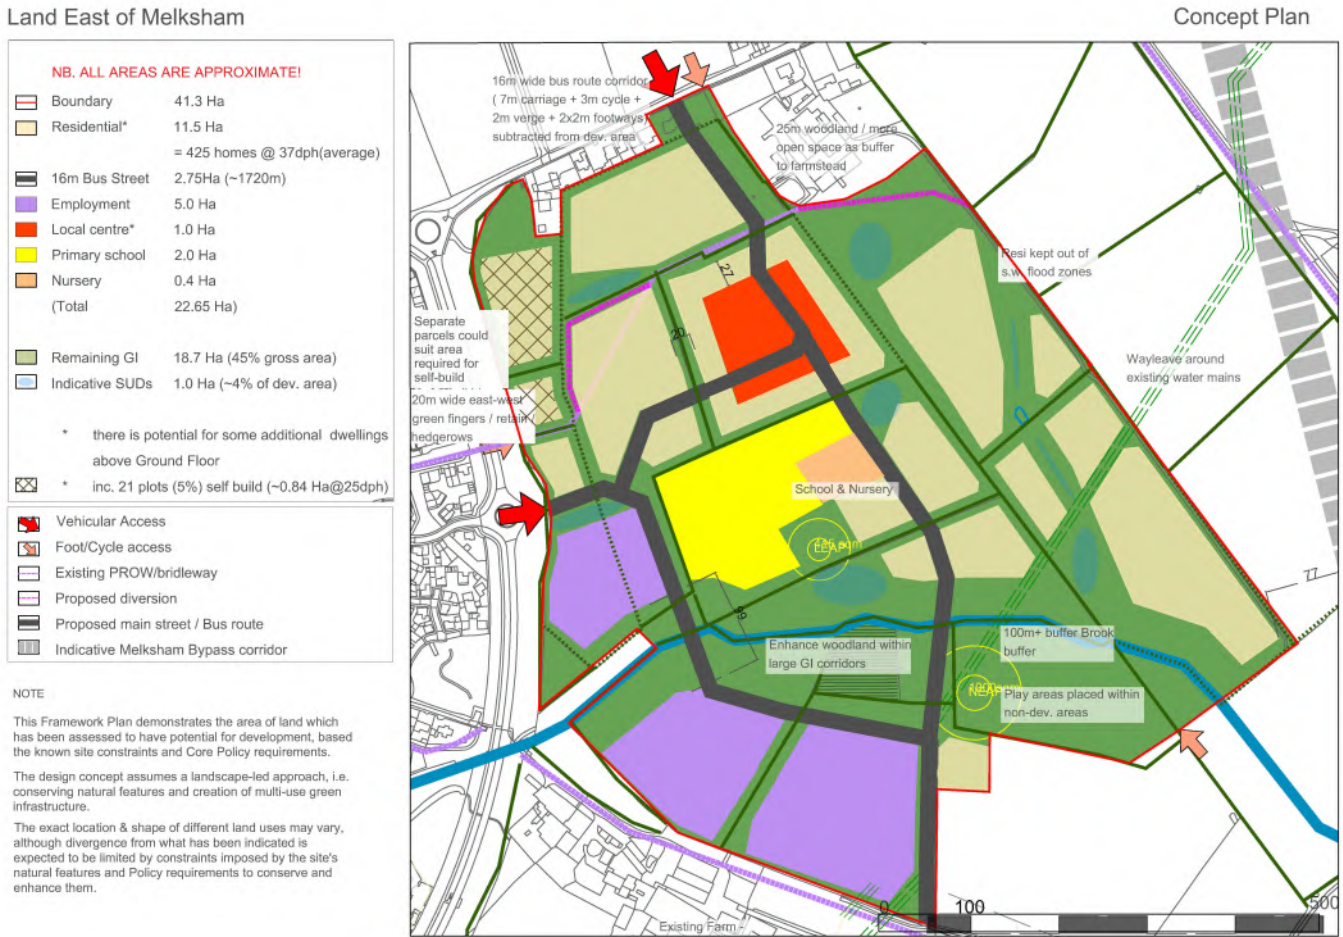 Land East of Melksham
Concept Plan
NB. ALL AREAS ARE APPROXIMATE!
Boundary 41.3 Ha
Residential* 11.5 Ha
= 425 homes @ 37dph(average)
16m Bus Street 2.75Ha (~1720m)
Employment 5.0 Ha
Local centre* 1.0 Ha
Primary school 2.0 Ha
Nursery 0.4 Ha
(Total 22.65 Ha)
Remaining GI 18.7 Ha (45% gross area)
Indicative SUDs 1.0 Ha (~4% of dev. area)
* there is potential for some additional dwellings
above Ground Floor
* inc. 21 plots (5%) self build (~0.84 Ha@25dph)
Vehicular Access
Foot/Cycle access
Existing PROW/bridleway
Proposed diversion
Proposed main street / Bus route
Indicative Melksham Bypass corridor
NOTE
This Framework Plan demonstrates the area of land which
has been assessed to have potential for development, based
the known site constraints and Core Policy requirements.
The design concept assumes a landscape-led approach, i.e.
conserving natural features and creation of multi-use green
infrastructure.
The exact location & shape of different land uses may vary,
although divergence from what has been indicated is
expected to be limited by constraints imposed by the site's
natural features and Policy requirements to conserve and
enhance them.
16m wide bus route corridor
( 7m carriage + 3m cycle +
2m verge + 2x2m footways)
subtracted from dev. area
25m woodland / more
open space as buffer
to farmstead
Resi kept out of
s.w. flood zones
27
20
Separate
parcels could
suit area
required for
self-build
20m wide east-west
green fingers / retain /
hedgerows
Wayleave around
existing water mains
School & Nursery
LEAP
77
99
Enhance woodland within
large GI corridors
100m+ buffer Brook
buffer
NEAP
Play areas placed within
non-dev. areas
Existing Farm
0 100 500